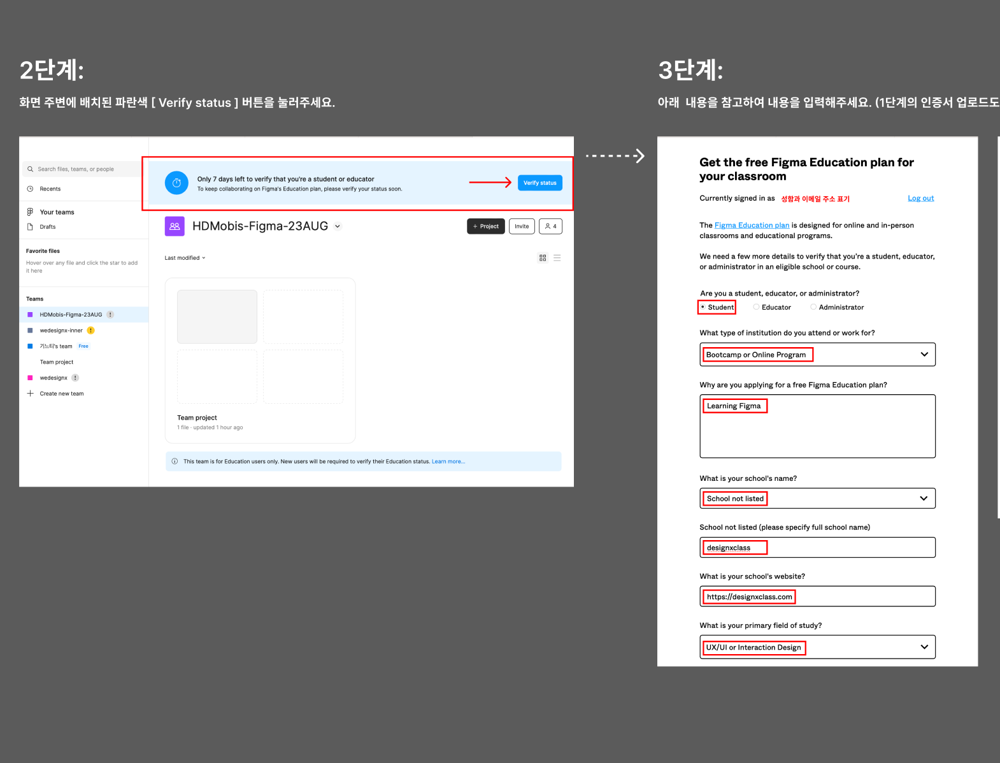 2단계:
화면 주변에 배치된 파란색 [ Verify status ] 버튼을 눌러주세요.
Search files, teams, or people
Recents
Your teams
Drafts
Favorite files
Hover over any file and click the star to add
it here
Teams
HDMobis-Figma-23AUG
wedesignx-inner
기느티's team Free
Team project
wedesignx
Create new team
Only 7 days left to verify that you're a student or educator
To keep collaborating on Figma's Education plan, please verify your status soon.
Verify status
HDMobis-Figma-23AUG
+ Project
Invite
4
Last modified
Team project
1 file · updated 1 hour ago
This team is for Education users only. New users will be required to verify their Education status. Learn more...
3단계:
아래 내용을 참고하여 내용을 입력해주세요. (1단계의 인증서 업로드도
Get the free Figma Education plan for
your classroom
Currently signed in as 성함과 이메일 주소 표기 Log out
The Figma Education plan is designed for online and in-person
classrooms and educational programs.
We need a few more details to verify that you're a student, educator,
or administrator in an eligible school or course.
Are you a student, educator, or administrator?
Student Educator Administrator
What type of institution do you attend or work for?
Bootcamp or Online Program
Why are you applying for a free Figma Education plan?
Learning Figma
What is your school's name?
School not listed
School not listed (please specify full school name)
designxclass
What is your school's website?
https://designxclass.com
What is your primary field of study?
UX/UI or Interaction Design